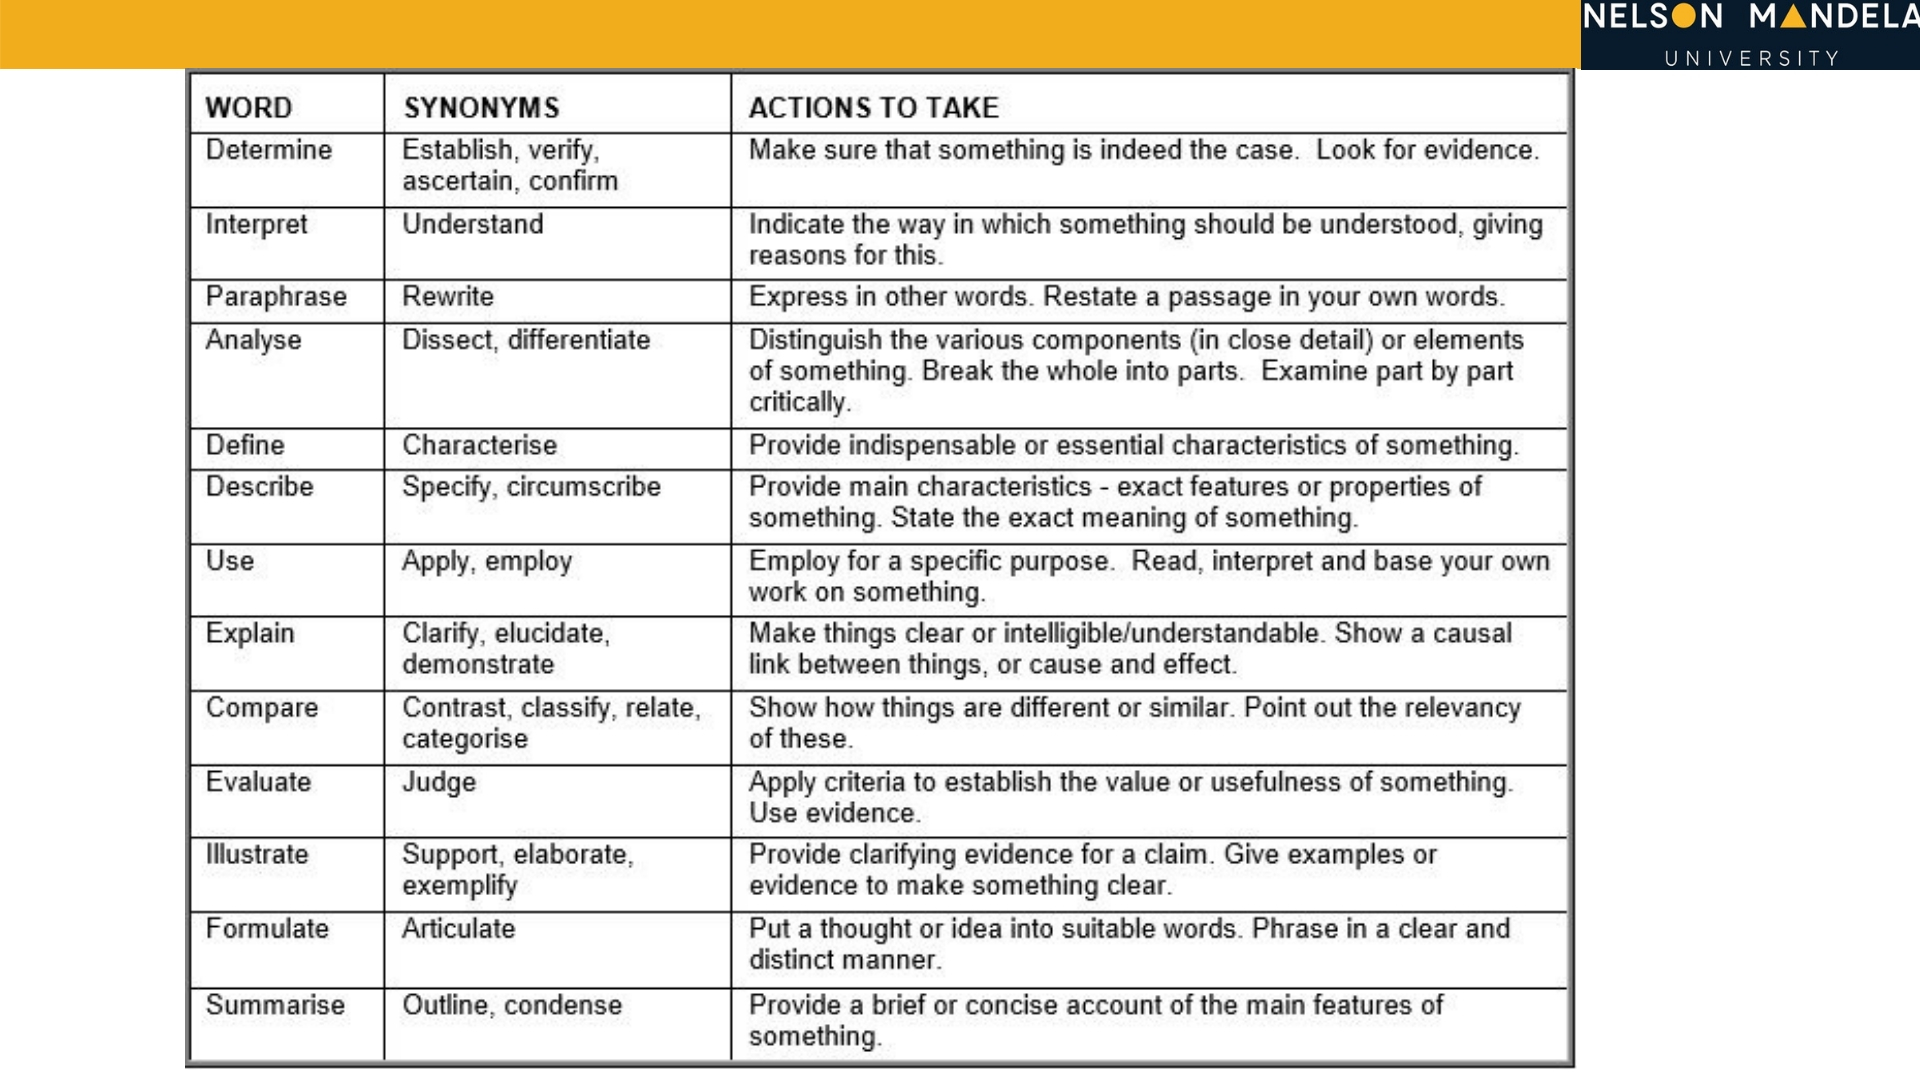 NELSON MANDELA
UNIVERSITY
WORD SYNONYMS ACTIONS TO TAKE
Determine Establish, verify, Make sure that something is indeed the case. Look for evidence.
ascertain, confirm
Interpret Understand Indicate the way in which something should be understood, giving
reasons for this.
Paraphrase Rewrite Express in other words. Restate a passage in your own words.
Analyse Dissect, differentiate Distinguish the various components (in close detail) or elements
of something. Break the whole into parts. Examine part by part
critically.
Define Characterise Provide indispensable or essential characteristics of something.
Describe Specify, circumscribe Provide main characteristics - exact features or properties of
something. State the exact meaning of something.
Use Apply, employ Employ for a specific purpose. Read, interpret and base your own
work on something.
Explain Clarify, elucidate, Make things clear or intelligible/understandable. Show a causal
demonstrate link between things, or cause and effect.
Compare Contrast, classify, relate, Show how things are different or similar. Point out the relevancy
categorise of these.
Evaluate Judge Apply criteria to establish the value or usefulness of something.
Use evidence.
Illustrate Support, elaborate, Provide clarifying evidence for a claim. Give examples or
exemplify evidence to make something clear.
Formulate Articulate Put a thought or idea into suitable words. Phrase in a clear and
distinct manner.
Summarise Outline, condense Provide a brief or concise account of the main features of
something.